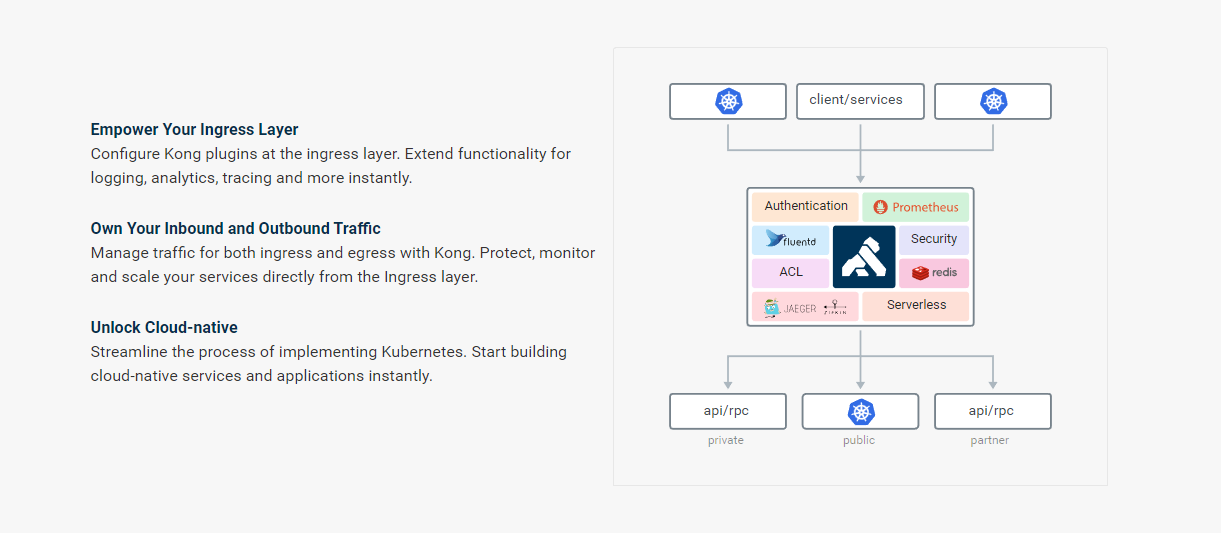 Empower Your Ingress Layer
Configure Kong plugins at the ingress layer. Extend functionality for
logging, analytics, tracing and more instantly.
Own Your Inbound and Outbound Traffic
Manage traffic for both ingress and egress with Kong. Protect, monitor
and scale your services directly from the Ingress layer.
Unlock Cloud-native
Streamline the process of implementing Kubernetes. Start building
cloud-native services and applications instantly.
client/services
Authentication
Prometheus
fluentd
Security
ACL
redis
JAEGER
ZIPKIN
Serverless
api/rpc
api/rpc
private
public
partner